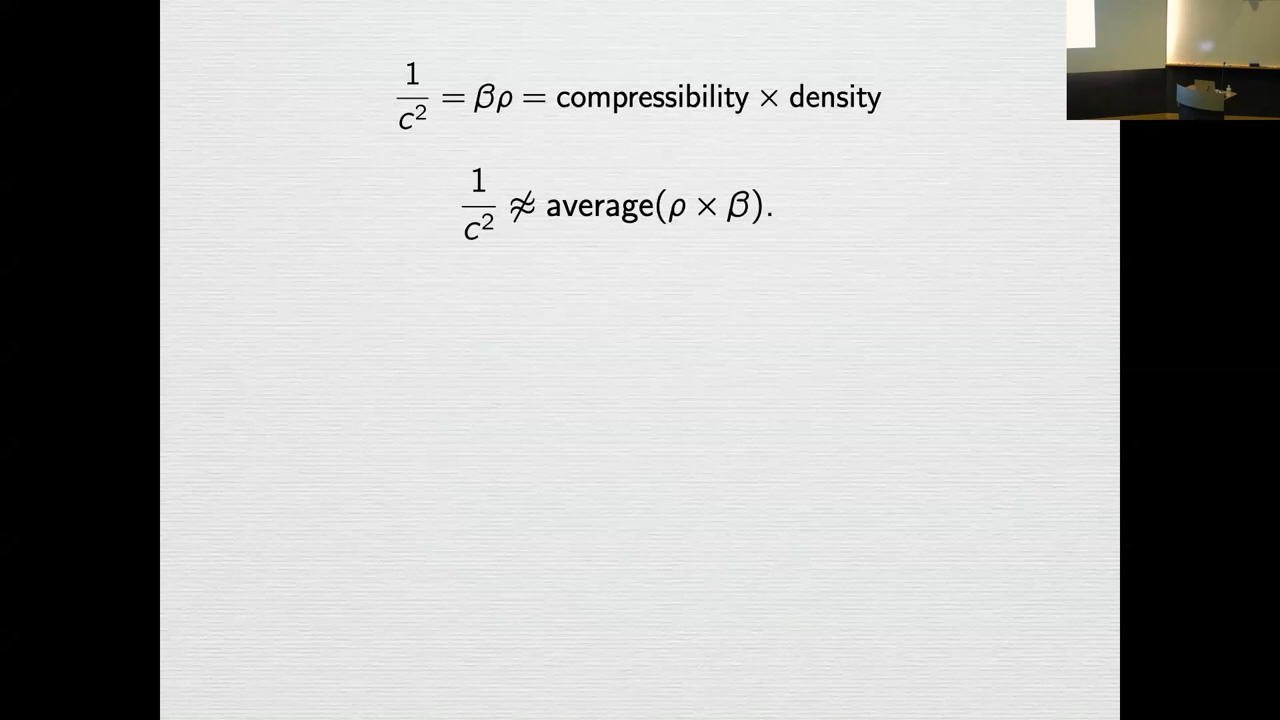 1/c² = βρ = compressibility × density
1/c² ≉ average(ρ × β).